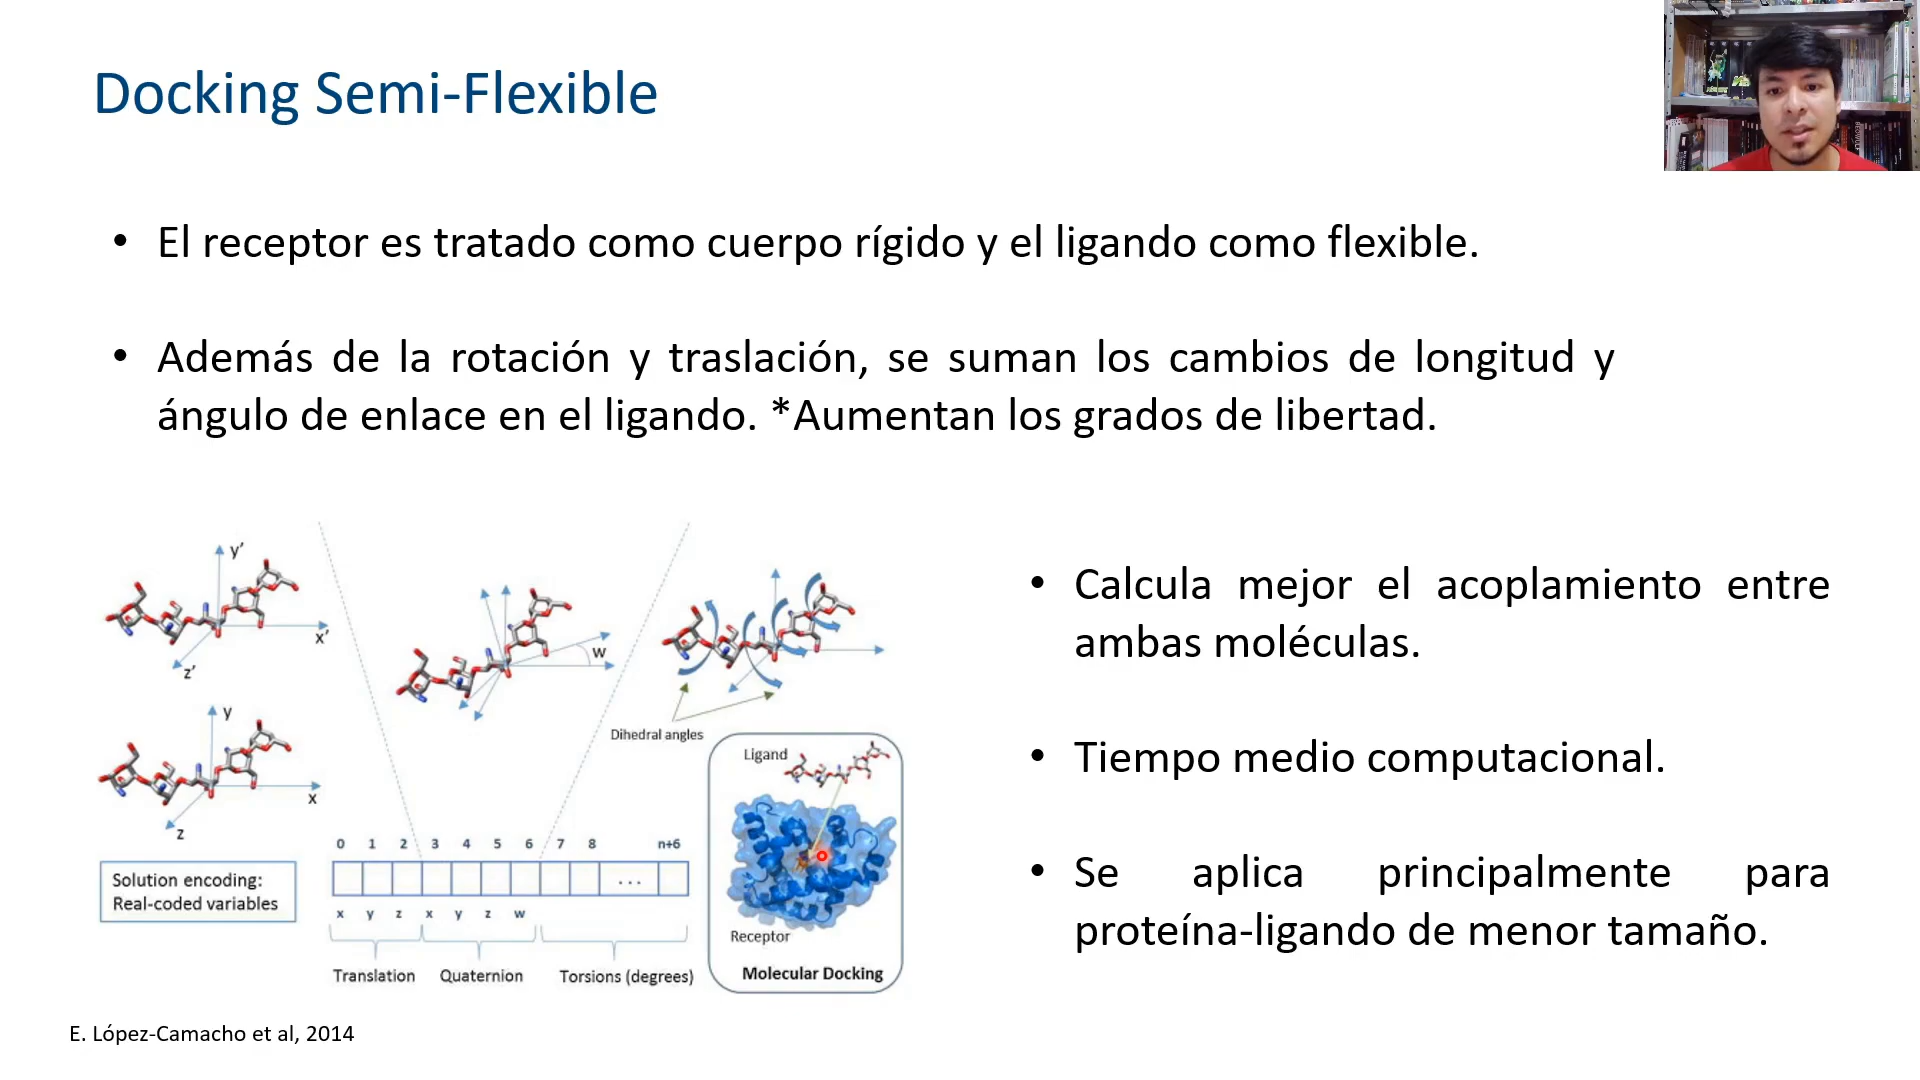 Docking Semi-Flexible
• El receptor es tratado como cuerpo rígido y el ligando como flexible.
• Además de la rotación y traslación, se suman los cambios de longitud y
ángulo de enlace en el ligando. *Aumentan los grados de libertad.
y'
x'
z'
w
y
x
z
Dihedral angles
Ligand
Receptor
Molecular Docking
0 1 2 3 4 5 6 7 8 n+6
...
x y z x y z w
Translation Quaternion Torsions (degrees)
Solution encoding:
Real-coded variables
• Calcula mejor el acoplamiento entre
ambas moléculas.
• Tiempo medio computacional.
• Se aplica principalmente para
proteína-ligando de menor tamaño.
E. López-Camacho et al, 2014